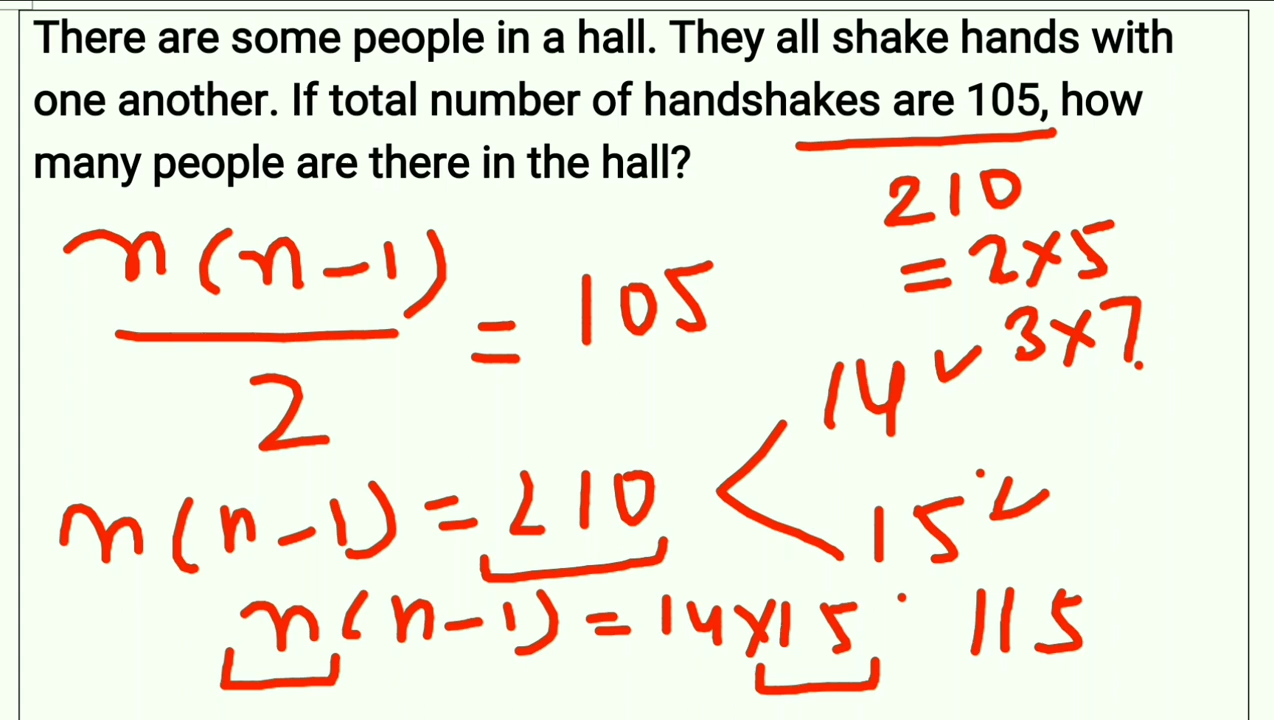 There are some people in a hall. They all shake hands with
one another. If total number of handshakes are 105, how
many people are there in the hall?
n(n-1)
2
= 105
210
= 2×5
3×7
14 ✓
n(n-1) = 210
15 ✓
n(n-1) = 14×15
115